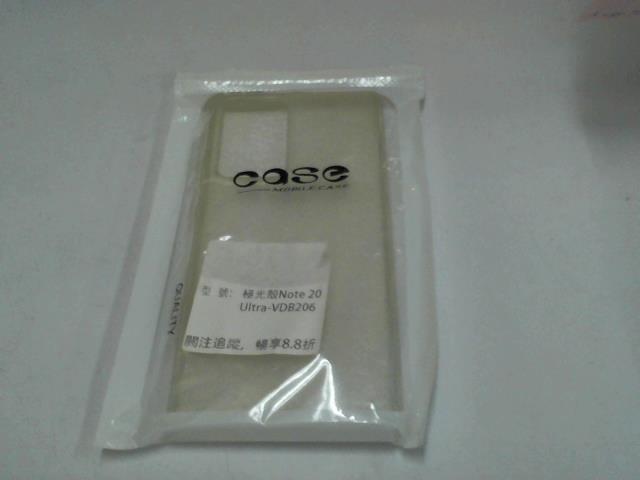 case
MOBILE CASE
型 號: 極光殼Note 20
Ultra-VDB206
關注追蹤, 暢享8.8折
QUALITY